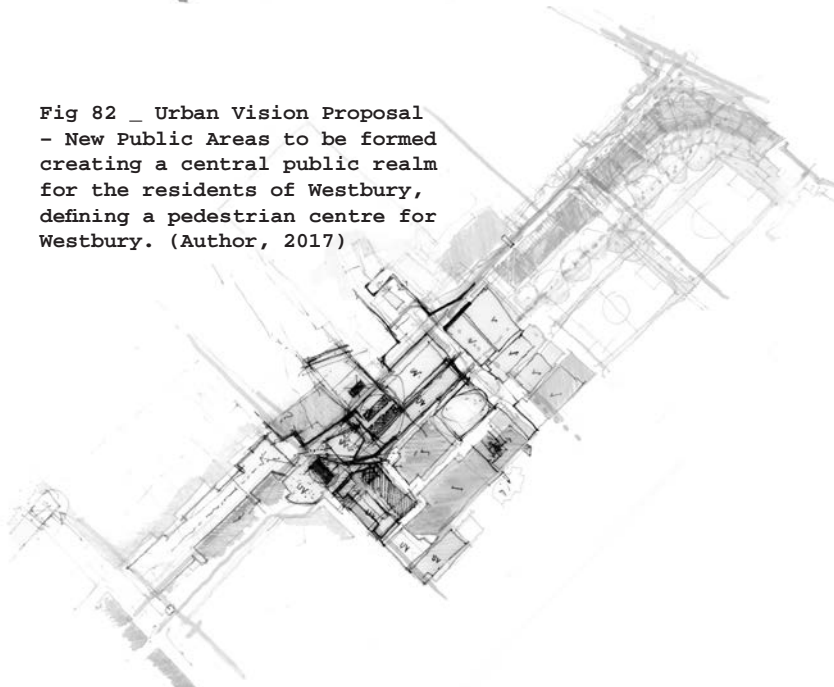 Fig 82 _ Urban Vision Proposal
– New Public Areas to be formed
creating a central public realm
for the residents of Westbury,
defining a pedestrian centre for
Westbury. (Author, 2017)